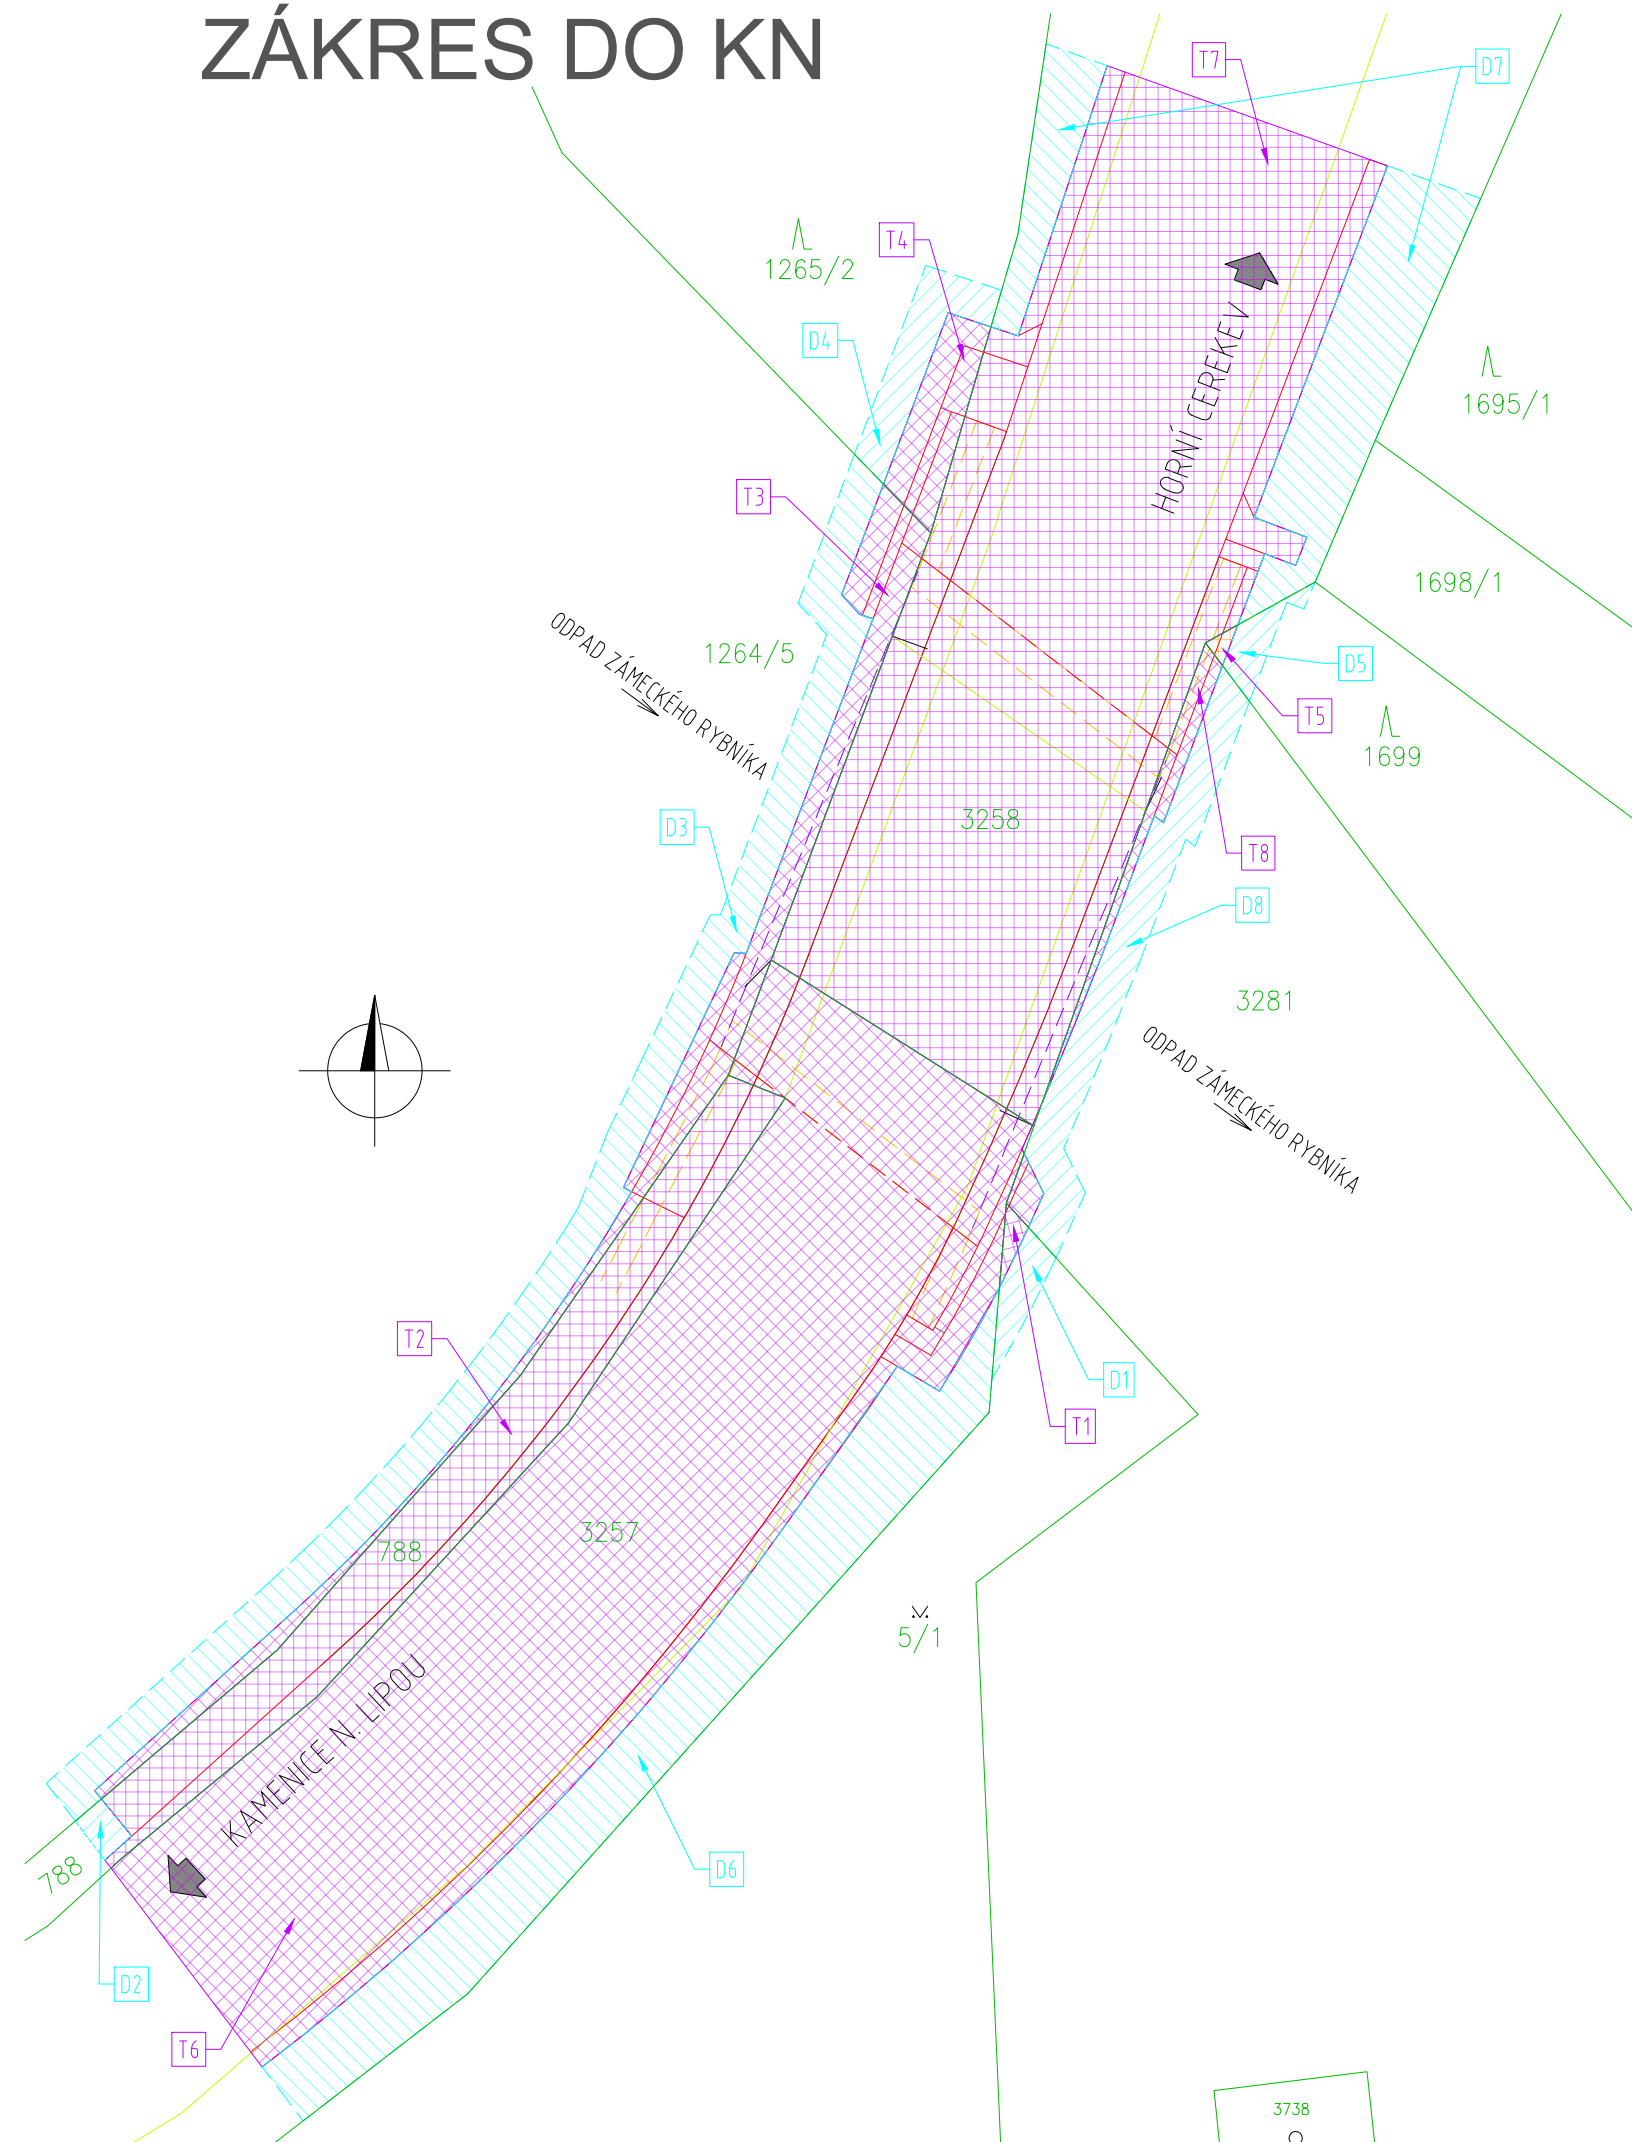 ZÁKRES DO KN
T7
D7
T4
1265/2
D4
HORNÍ CEREKEV
1695/1
T3
1698/1
ODPAD ZÁMECKÉHO RYBNÍKA
1264/5
D5
T5
1699
3258
D3
T8
D8
3281
ODPAD ZÁMECKÉHO RYBNÍKA
T2
D1
T1
3257
788
5/1
KAMENICE N. LIPOU
788
D6
D2
T6
3738